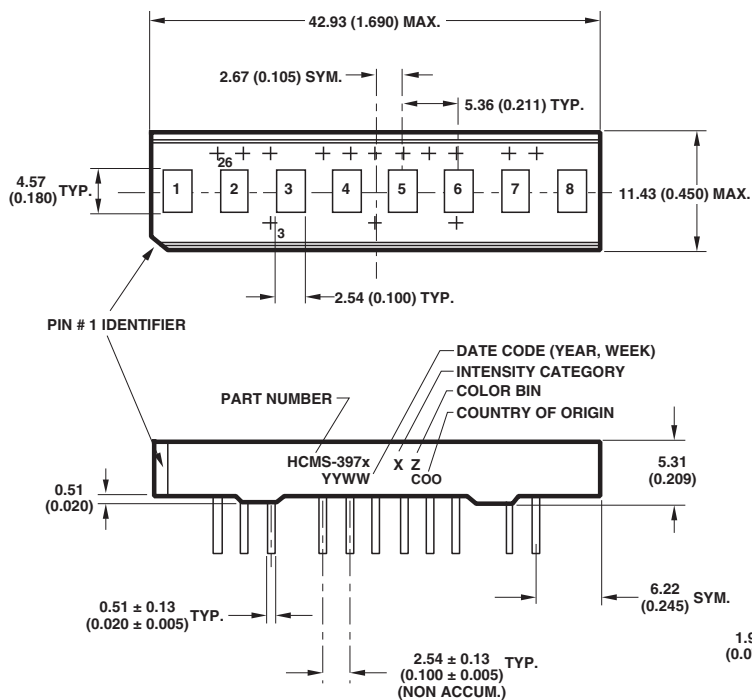 42.93 (1.690) MAX.
2.67 (0.105) SYM.
5.36 (0.211) TYP.
26
4.57
(0.180) TYP.
1 2 3 4 5 6 7 8
11.43 (0.450) MAX.
3
2.54 (0.100) TYP.
PIN # 1 IDENTIFIER
DATE CODE (YEAR, WEEK)
INTENSITY CATEGORY
COLOR BIN
COUNTRY OF ORIGIN
PART NUMBER
HCMS-397x X Z
YYWW COO
5.31
(0.209)
0.51
(0.020)
0.51 ± 0.13
(0.020 ± 0.005) TYP.
6.22
(0.245) SYM.
2.54 ± 0.13
(0.100 ± 0.005) TYP.
(NON ACCUM.)